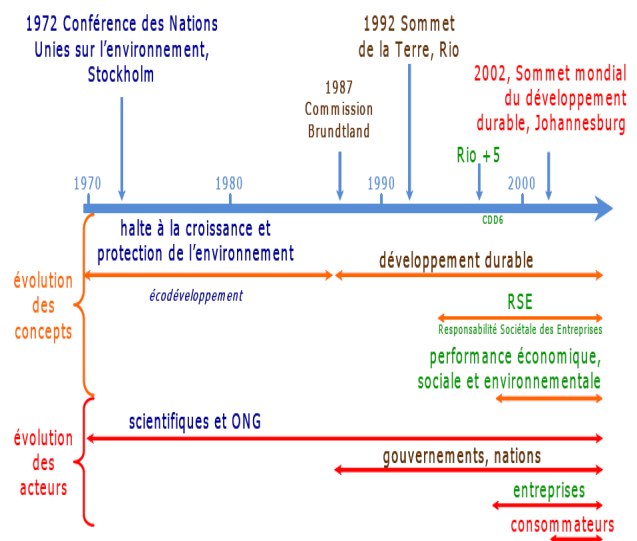 1972 Conférence des Nations
Unies sur l'environnement,
Stockholm
1987
Commission
Brundtland
1992 Sommet
de la Terre, Rio
2002, Sommet mondial
du développement
durable, Johannesburg
Rio +5
1970
1980
1990
2000
CDD6
évolution
des
concepts
halte à la croissance et
protection de l'environnement
écodéveloppement
développement durable
RSE
Responsabilité Sociétale des Entreprises
performance économique,
sociale et environnementale
évolution
des
acteurs
scientifiques et ONG
gouvernements, nations
entreprises
consommateurs